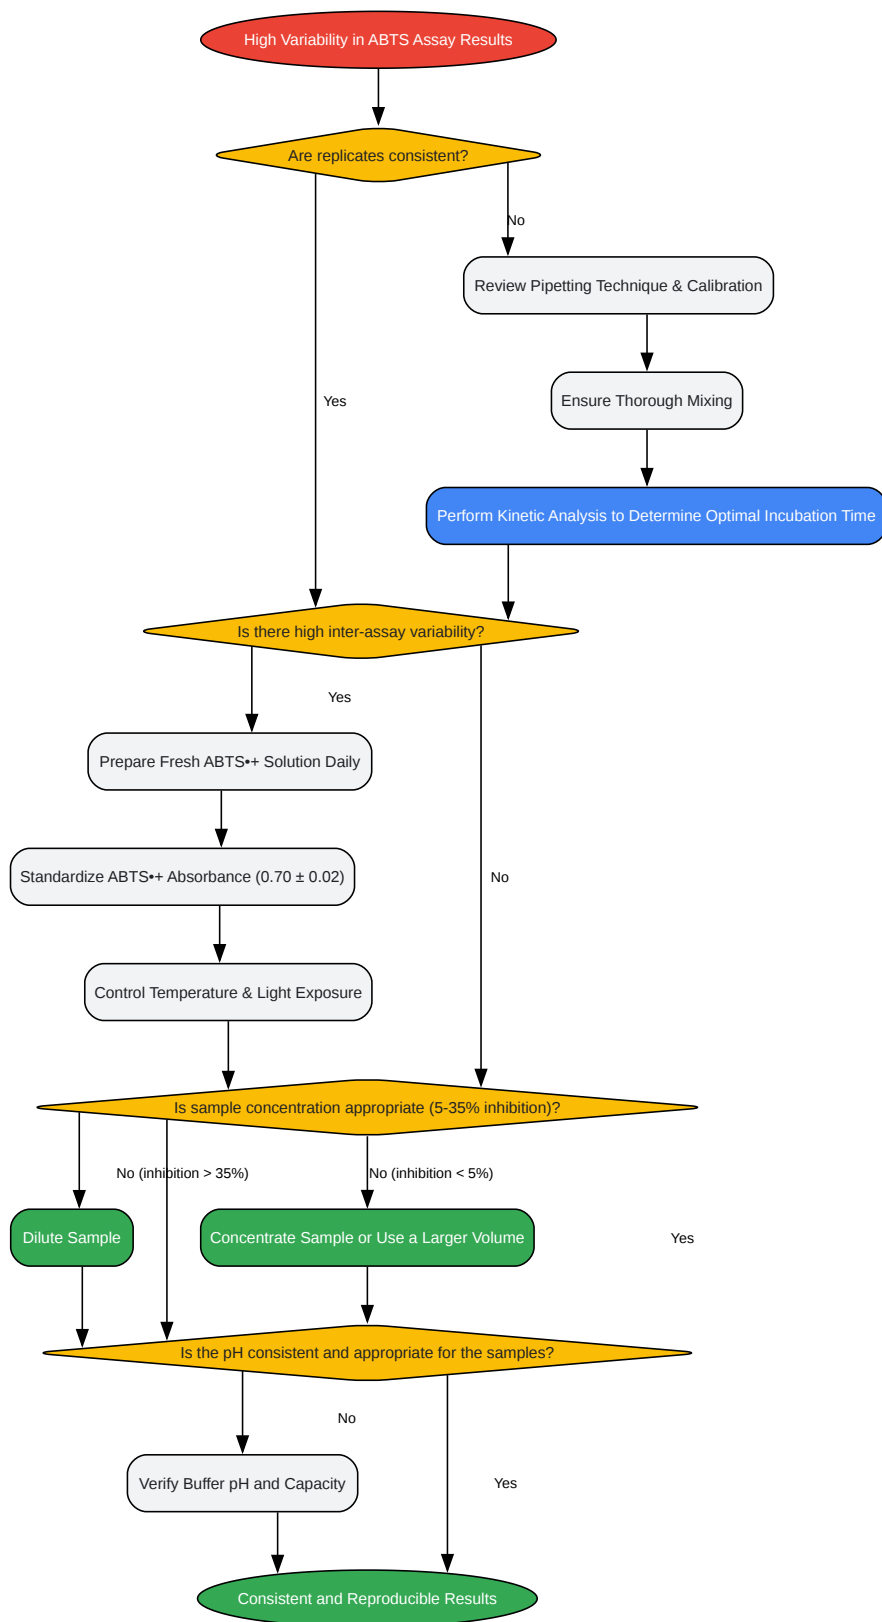 High Variability in ABTS Assay Results
Are replicates consistent?
No
Review Pipetting Technique & Calibration
Ensure Thorough Mixing
Yes
Perform Kinetic Analysis to Determine Optimal Incubation Time
Is there high inter-assay variability?
Yes
Prepare Fresh ABTS•+ Solution Daily
Standardize ABTS•+ Absorbance (0.70 ± 0.02)
No
Control Temperature & Light Exposure
Is sample concentration appropriate (5-35% inhibition)?
No (inhibition > 35%)
No (inhibition < 5%)
Dilute Sample
Concentrate Sample or Use a Larger Volume
Yes
Is the pH consistent and appropriate for the samples?
No
Verify Buffer pH and Capacity
Yes
Consistent and Reproducible Results